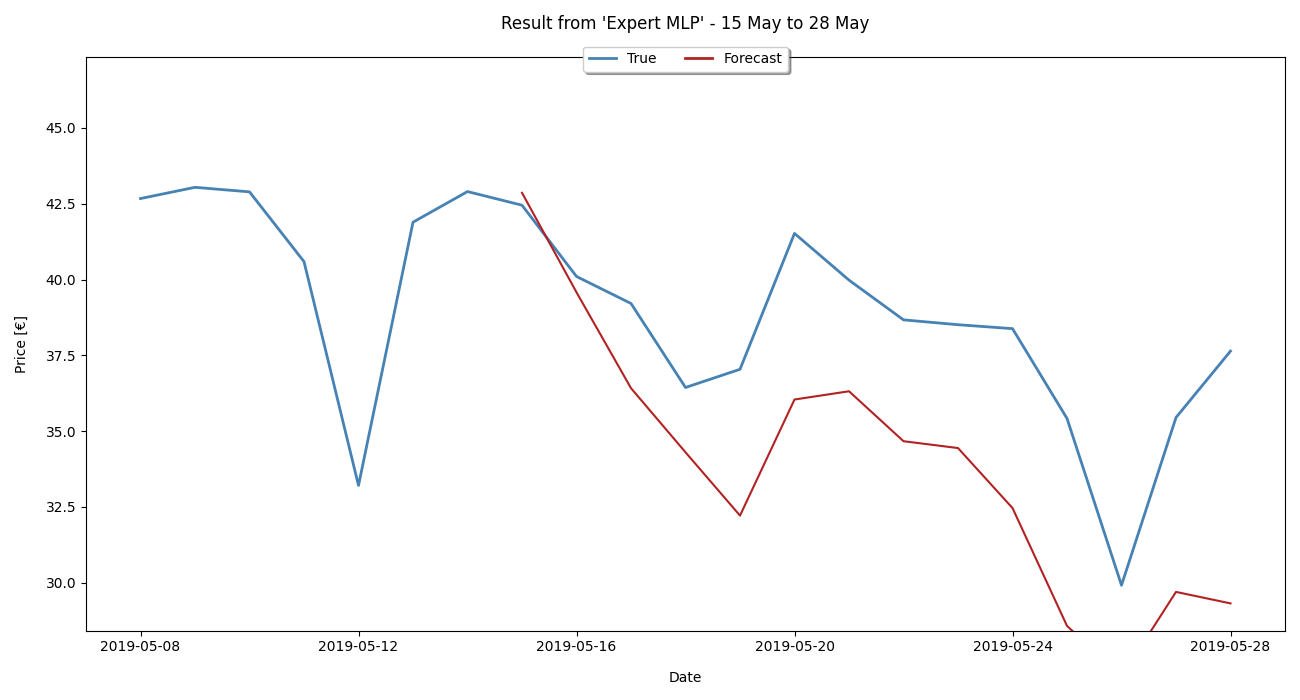 Result from 'Expert MLP' - 15 May to 28 May
True Forecast
45.0
42.5
40.0
37.5
35.0
32.5
30.0
Price [€]
2019-05-08 2019-05-12 2019-05-16 2019-05-20 2019-05-24 2019-05-28
Date